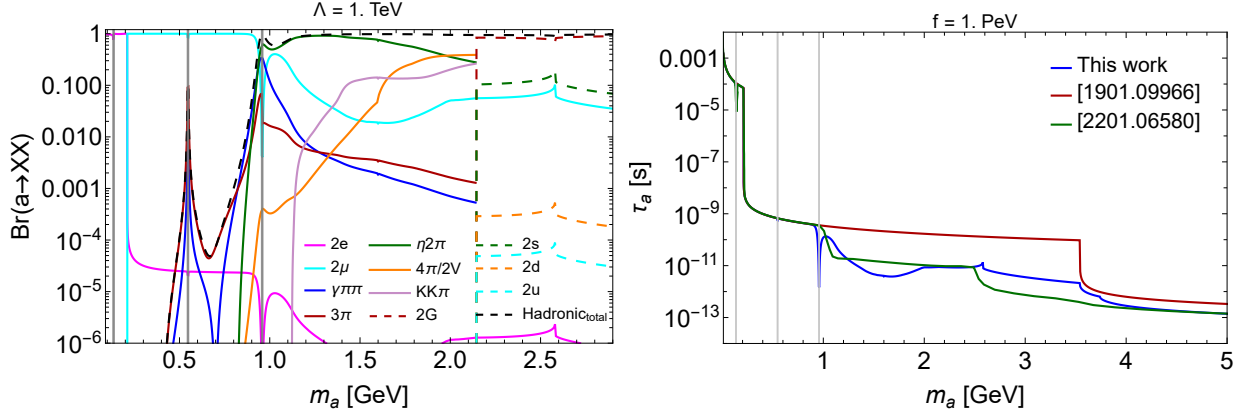 Λ = 1. TeV
Br(a→XX)
1
0.100
0.010
0.001
10⁻⁴
10⁻⁵
10⁻⁶
2e
2μ
γππ
3π
η2π
4π/2V
KKπ
2G
2s
2d
2u
Hadronic_total
0.5 1.0 1.5 2.0 2.5
m_a [GeV]
f = 1. PeV
τ_a [s]
0.001
10⁻⁵
10⁻⁷
10⁻⁹
10⁻¹¹
10⁻¹³
This work
[1901.09966]
[2201.06580]
1 2 3 4 5
m_a [GeV]